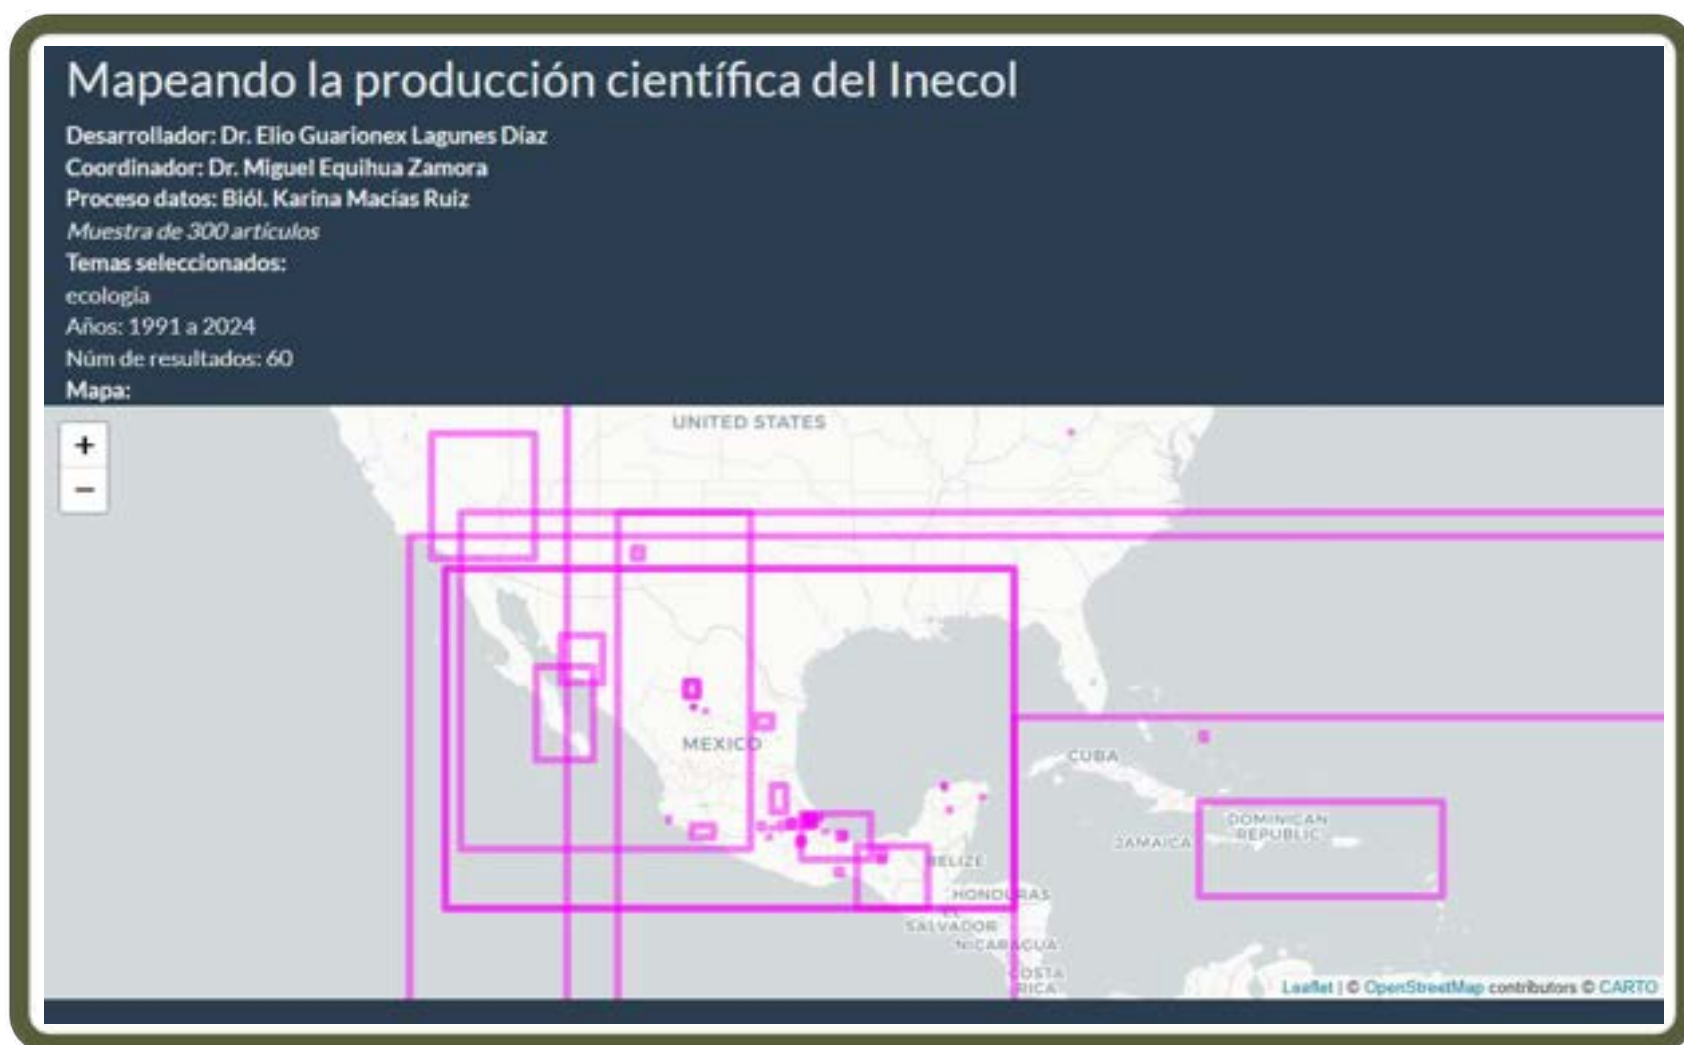 Mapeando la producción científica del Inecol
Desarrollador: Dr. Elio Guarionex Lagunes Díaz
Coordinador: Dr. Miguel Equihua Zamora
Proceso datos: Biól. Karina Macías Ruiz
Muestra de 300 artículos
Temas seleccionados:
ecología
Años: 1991 a 2024
Núm de resultados: 60
Mapa:
+
−
UNITED STATES
MEXICO
CUBA
DOMINICAN
REPUBLIC
JAMAICA
BELIZE
HONDURAS
EL
SALVADOR
NICARAGUA
COSTA
RICA
Leaflet | © OpenStreetMap contributors © CARTO